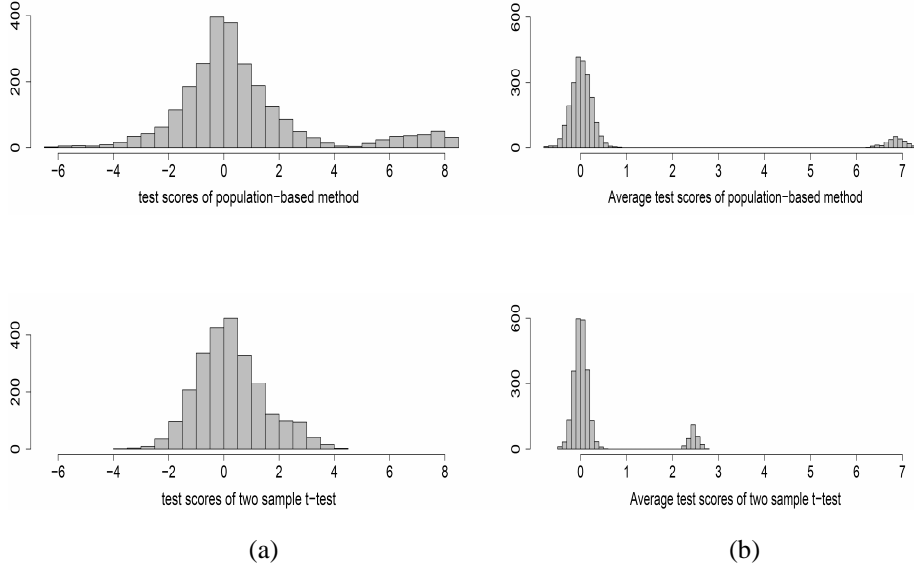 0 200 400
−6 −4 −2 0 2 4 6 8
test scores of population−based method
0 300 600
0 1 2 3 4 5 6 7
Average test scores of population−based method
0 200 400
−6 −4 −2 0 2 4 6 8
test scores of two sample t−test
0 300 600
0 1 2 3 4 5 6 7
Average test scores of two sample t−test
(a)
(b)